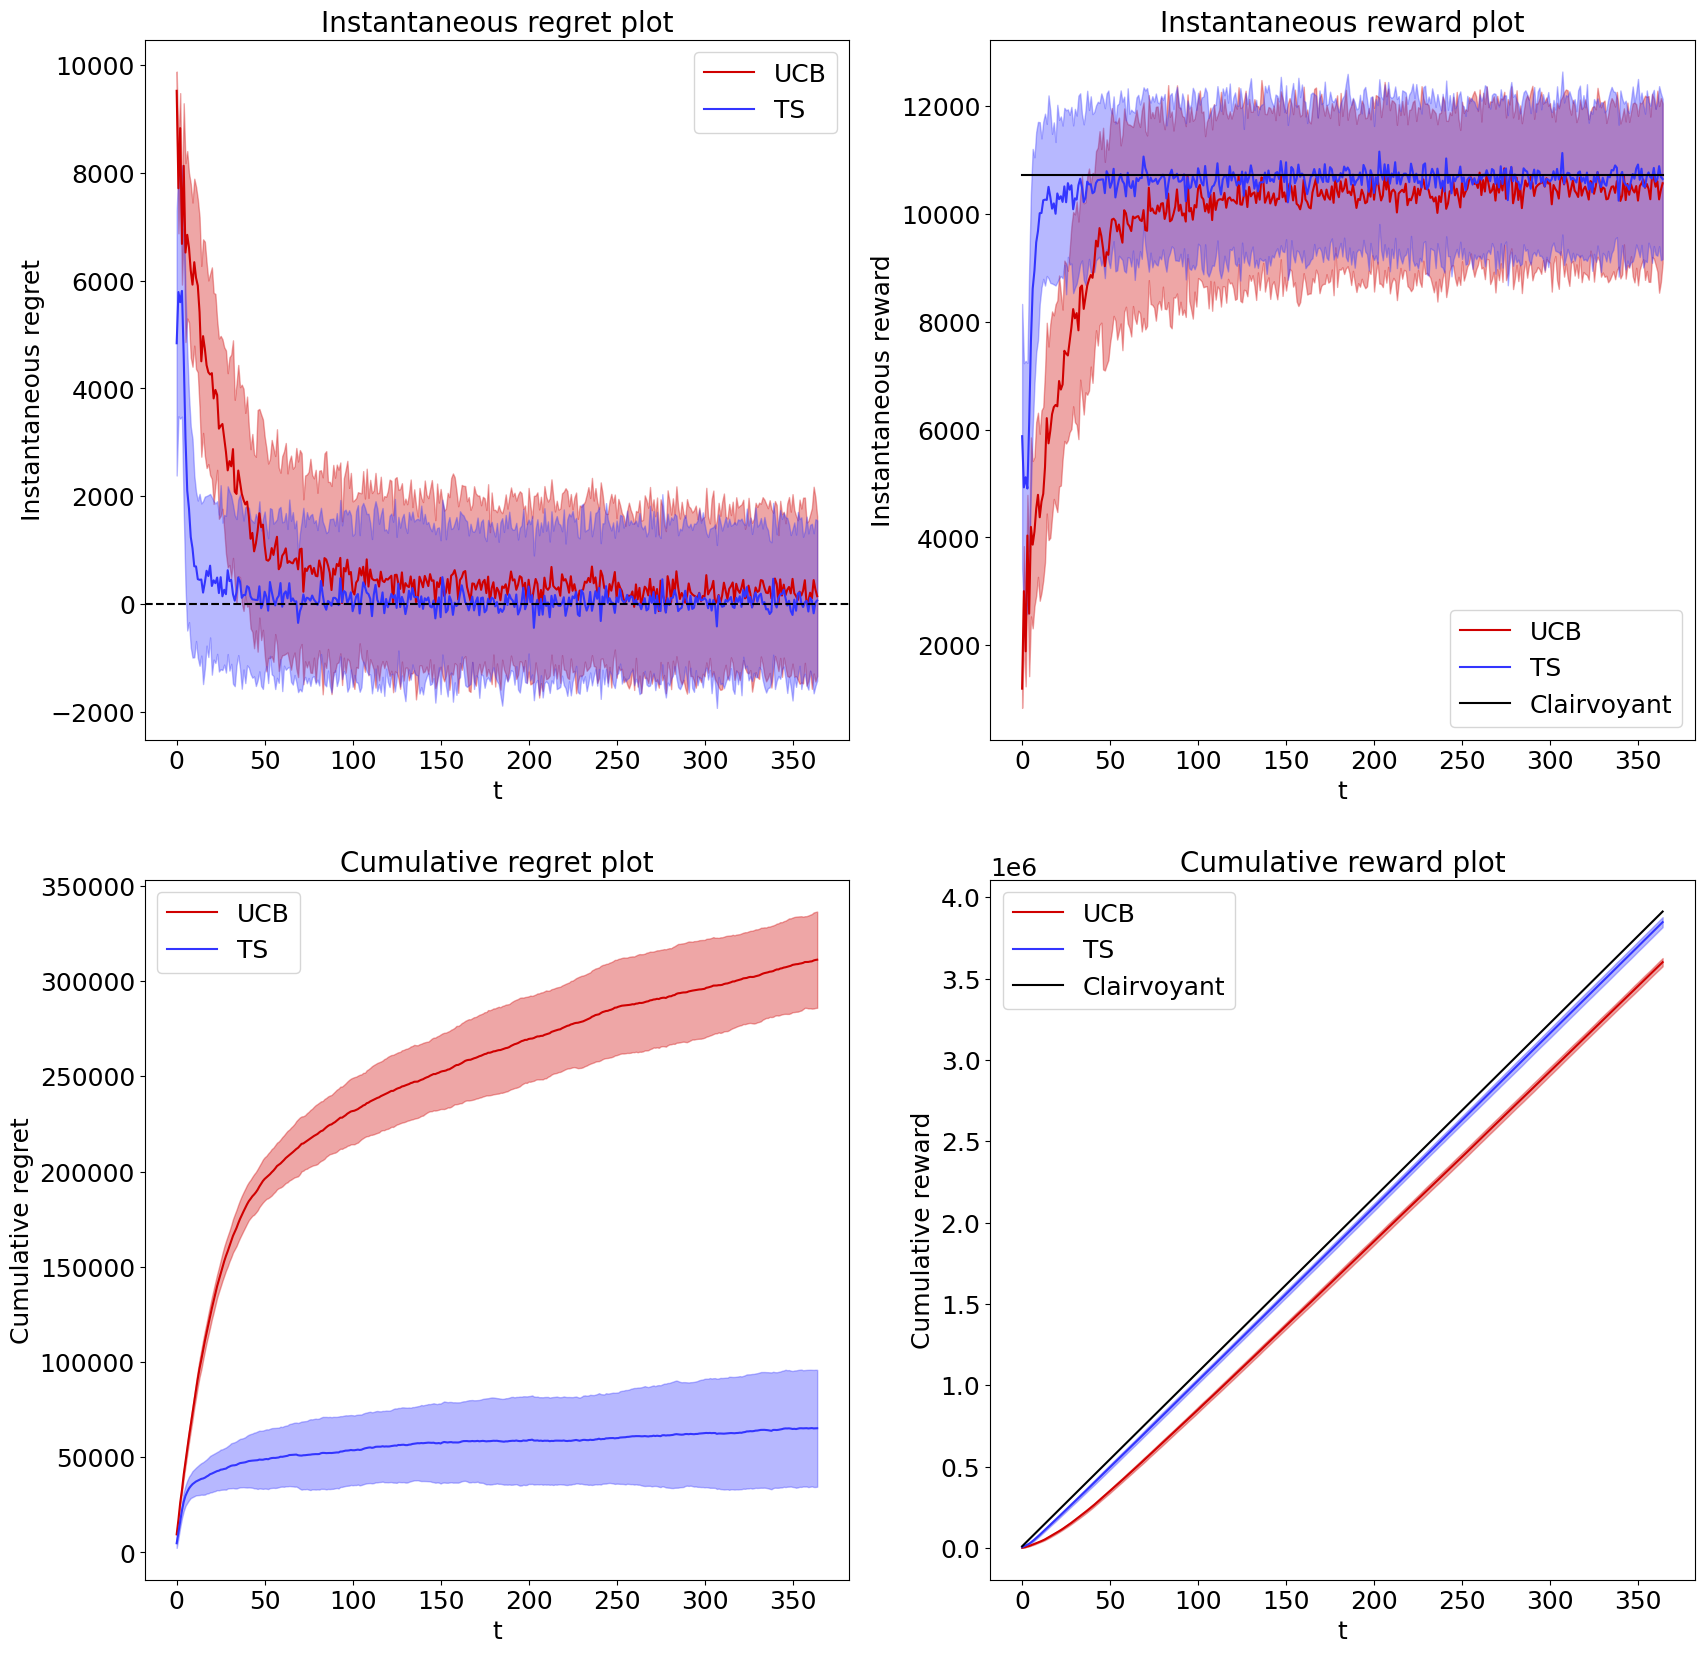 Instantaneous regret plot
Instantaneous regret
10000
8000
6000
4000
2000
0
−2000
0 50 100 150 200 250 300 350
t
UCB
TS
Instantaneous reward plot
Instantaneous reward
12000
10000
8000
6000
4000
2000
0 50 100 150 200 250 300 350
t
UCB
TS
Clairvoyant
Cumulative regret plot
Cumulative regret
350000
300000
250000
200000
150000
100000
50000
0
0 50 100 150 200 250 300 350
t
UCB
TS
Cumulative reward plot
1e6
Cumulative reward
4.0
3.5
3.0
2.5
2.0
1.5
1.0
0.5
0.0
0 50 100 150 200 250 300 350
t
UCB
TS
Clairvoyant